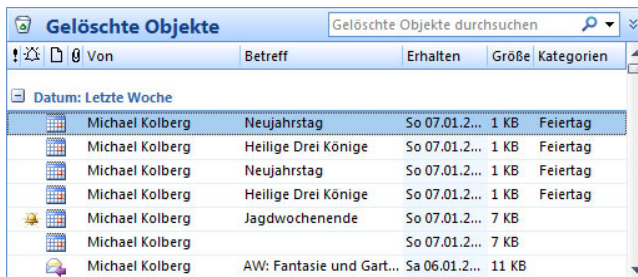 Gelöschte Objekte
Gelöschte Objekte durchsuchen
! Von Betreff Erhalten Größe Kategorien
Datum: Letzte Woche
Michael Kolberg Neujahrstag So 07.01.2... 1 KB Feiertag
Michael Kolberg Heilige Drei Könige So 07.01.2... 1 KB Feiertag
Michael Kolberg Neujahrstag So 07.01.2... 1 KB Feiertag
Michael Kolberg Heilige Drei Könige So 07.01.2... 1 KB Feiertag
Michael Kolberg Jagdwochenende So 07.01.2... 7 KB
Michael Kolberg So 07.01.2... 7 KB
Michael Kolberg AW: Fantasie und Gart... Sa 06.01.2... 11 KB